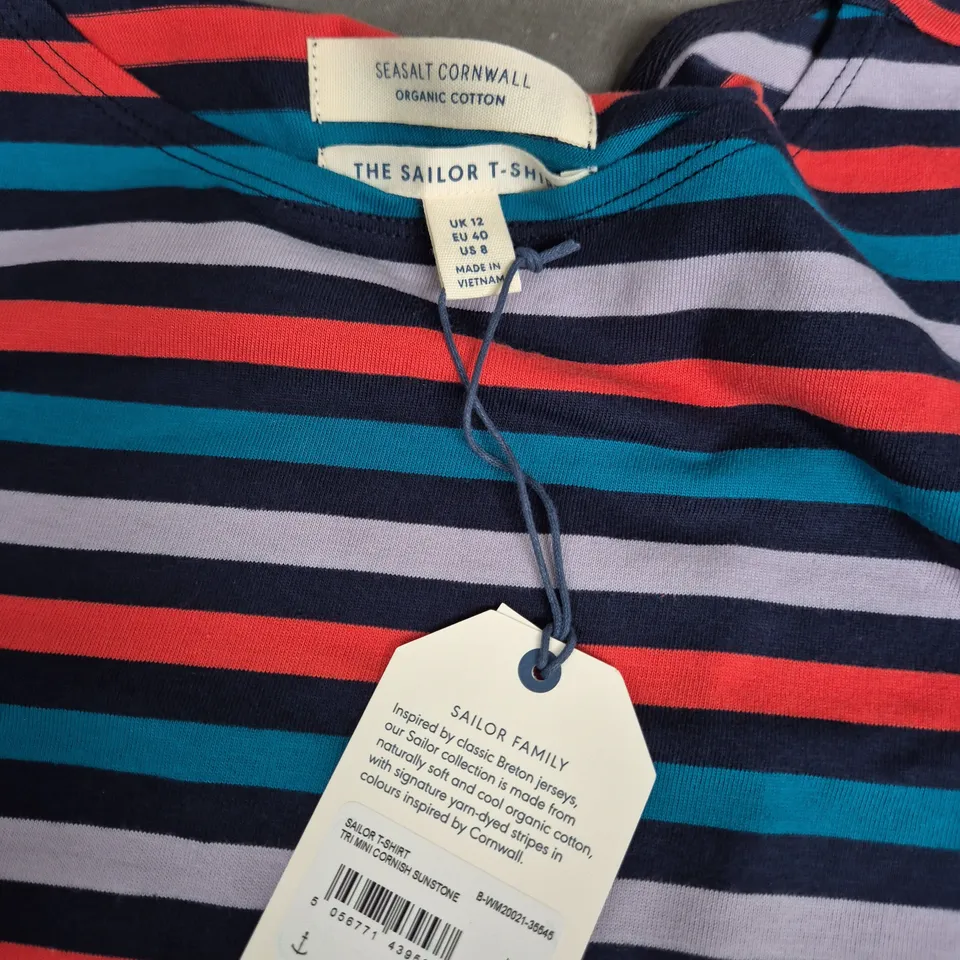 SEASALT CORNWALL
ORGANIC COTTON
THE SAILOR
UK 12
EU 40
US 8
MADE IN
VIETNAM
SAILOR FAMILY
Inspired by classic Breton jerseys,
our Sailor collection is made from
naturally soft and cool organic cotton,
with signature yarn-dyed stripes in
colours inspired by Cornwall.
SAILOR T-SHIRT
TRI MINI CORNISH SUNSTONE
B-WM20021-35545
5 056771